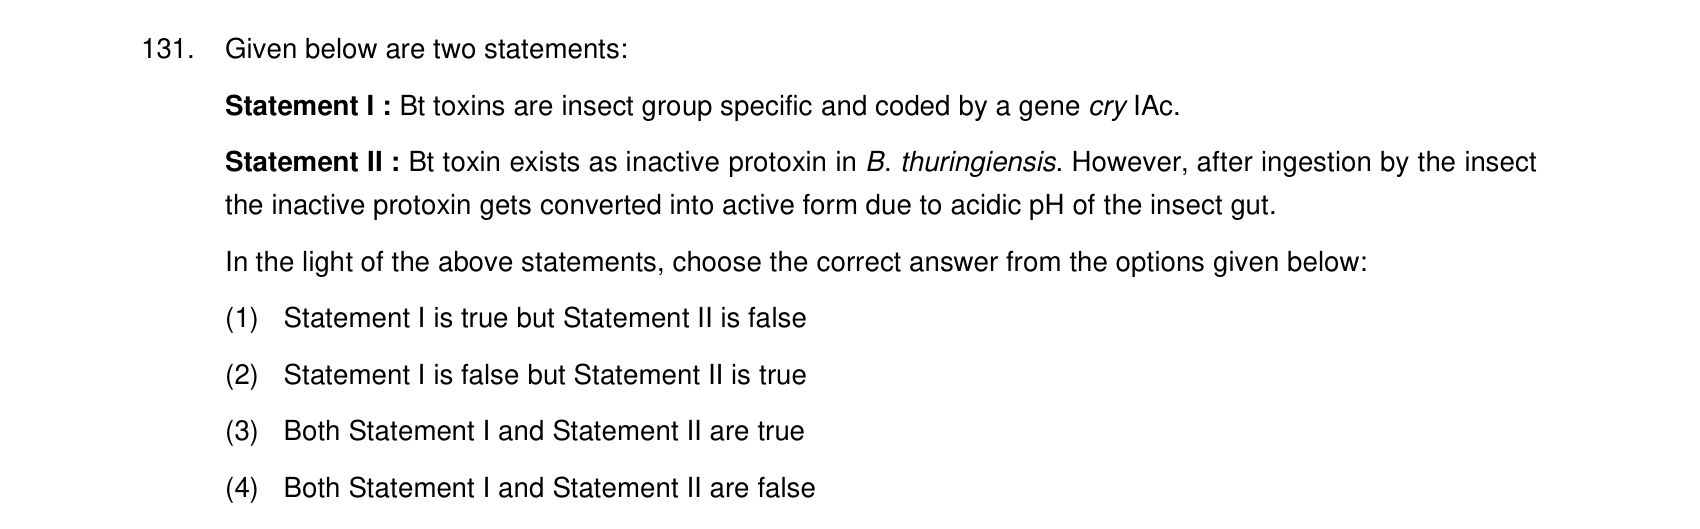 131. Given below are two statements:
Statement I : Bt toxins are insect group specific and coded by a gene cry IAc.
Statement II : Bt toxin exists as inactive protoxin in B. thuringiensis. However, after ingestion by the insect
the inactive protoxin gets converted into active form due to acidic pH of the insect gut.
In the light of the above statements, choose the correct answer from the options given below:
(1) Statement I is true but Statement II is false
(2) Statement I is false but Statement II is true
(3) Both Statement I and Statement II are true
(4) Both Statement I and Statement II are false